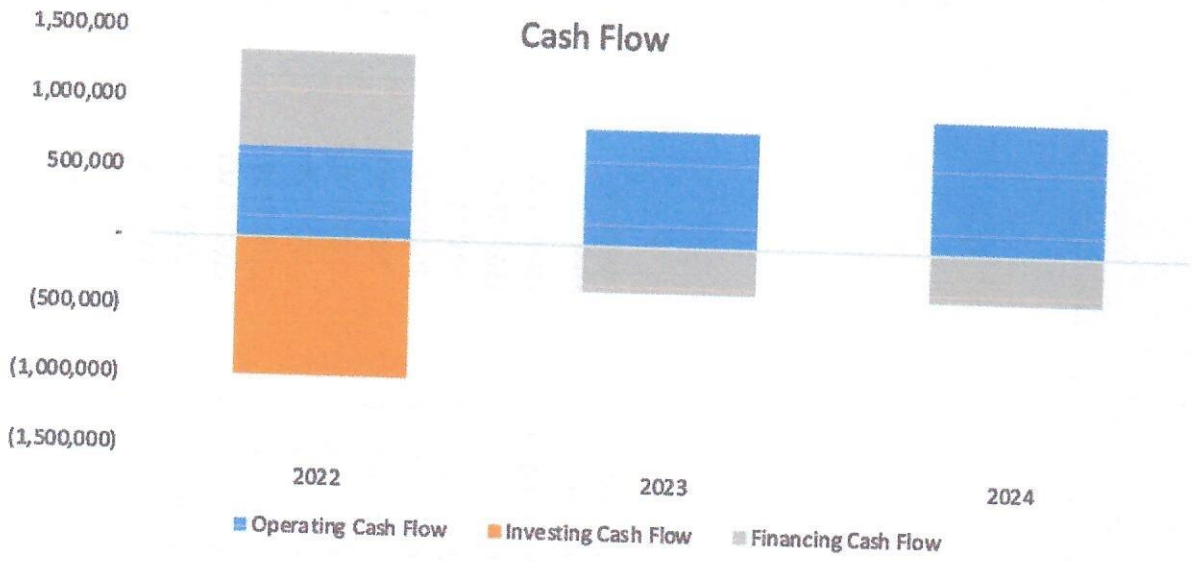 Cash Flow
1,500,000
1,000,000
500,000
-
(500,000)
(1,000,000)
(1,500,000)
2022 2023 2024
Operating Cash Flow Investing Cash Flow Financing Cash Flow